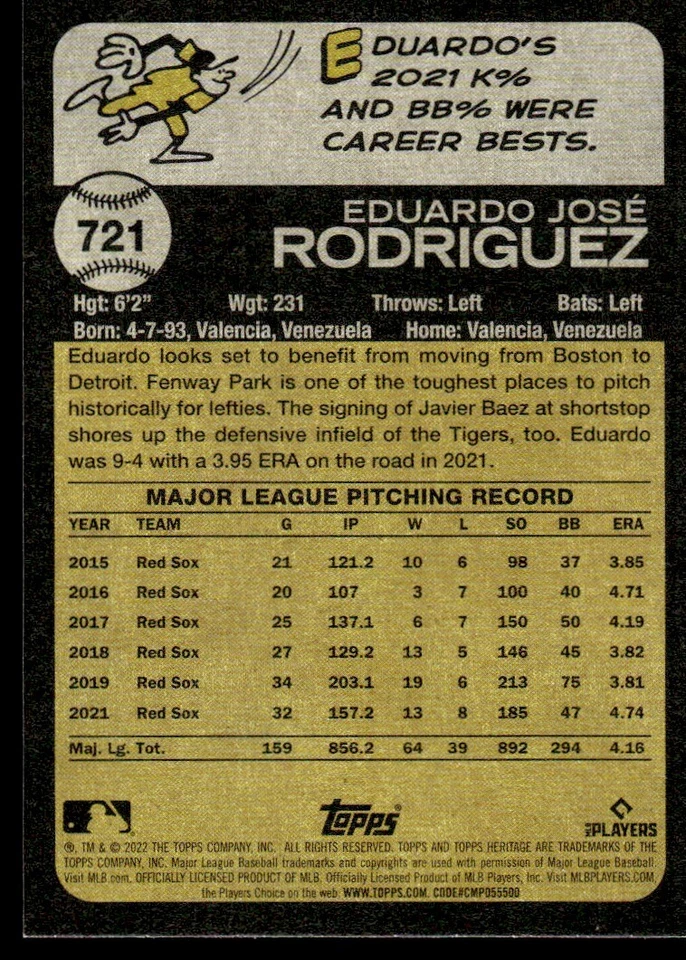 EDUARDO'S
2021 K%
AND BB% WERE
CAREER BESTS.
721
EDUARDO JOSÉ
RODRIGUEZ
Hgt: 6'2" Wgt: 231 Throws: Left Bats: Left
Born: 4-7-93, Valencia, Venezuela Home: Valencia, Venezuela
Eduardo looks set to benefit from moving from Boston to
Detroit. Fenway Park is one of the toughest places to pitch
historically for lefties. The signing of Javier Baez at shortstop
shores up the defensive infield of the Tigers, too. Eduardo
was 9-4 with a 3.95 ERA on the road in 2021.
MAJOR LEAGUE PITCHING RECORD
YEAR TEAM G IP W L SO BB ERA
2015 Red Sox 21 121.2 10 6 98 37 3.85
2016 Red Sox 20 107 3 7 100 40 4.71
2017 Red Sox 25 137.1 6 7 150 50 4.19
2018 Red Sox 27 129.2 13 5 146 45 3.82
2019 Red Sox 34 203.1 19 6 213 75 3.81
2021 Red Sox 32 157.2 13 8 185 47 4.74
Maj. Lg. Tot. 159 856.2 64 39 892 294 4.16
Topps®
MLB PLAYERS
®, TM & © 2022 THE TOPPS COMPANY, INC. ALL RIGHTS RESERVED. TOPPS AND TOPPS HERITAGE ARE TRADEMARKS OF THE
TOPPS COMPANY, INC. Major League Baseball trademarks and copyrights are used with permission of Major League Baseball.
Visit MLB.com. OFFICIALLY LICENSED PRODUCT OF MLB. Officially Licensed Product of MLB Players, Inc. Visit MLBPLAYERS.COM,
the Players Choice on the web. WWW.TOPPS.COM. CODE#CMP055500